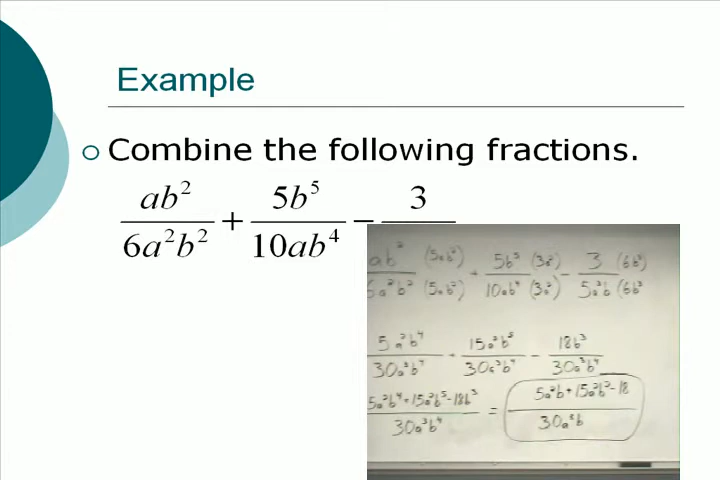 Example
Combine the following fractions.
ab²/6a²b² + 5b⁵/10ab⁴ − 3
ab² (5ab²)/6a²b² (5ab²) + 5b⁵ (3a²)/10ab⁴ (3a²) − 3 (6b³)/5a³b (6b³
5a²b⁴/30a³b⁴ + 15a²b⁵/30a³b⁴ − 18b³/30a³b⁴
5a²b⁴+15a²b⁵−18b³/30a³b⁴ = 5a²b+15a²b²−18/30a³b